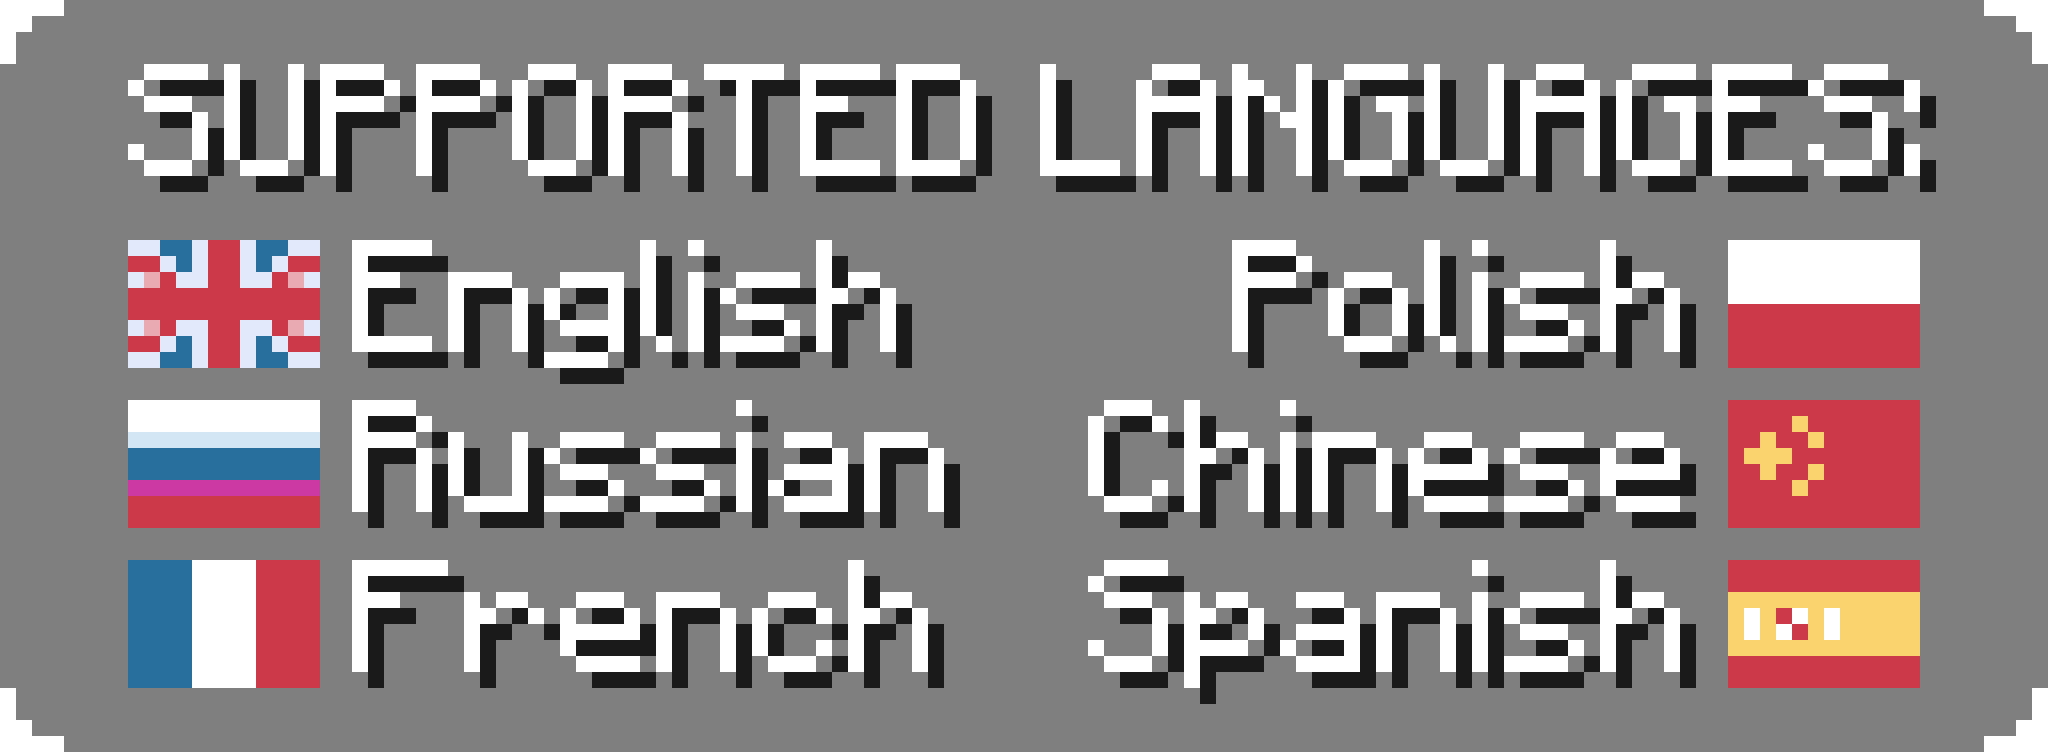 SUPPORTED LANGUAGES:
English
Polish
Russian
Chinese
French
Spanish